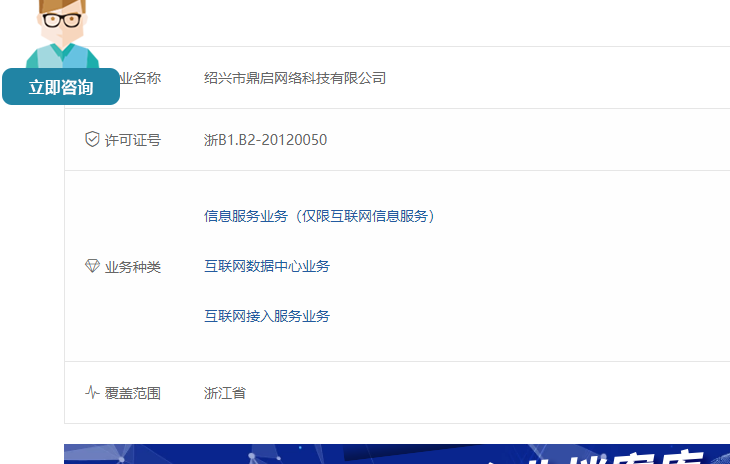 业名称 绍兴市鼎启网络科技有限公司
立即咨询
许可证号 浙B1.B2-20120050
信息服务业务（仅限互联网信息服务）
业务种类 互联网数据中心业务
互联网接入服务业务
覆盖范围 浙江省
档案库